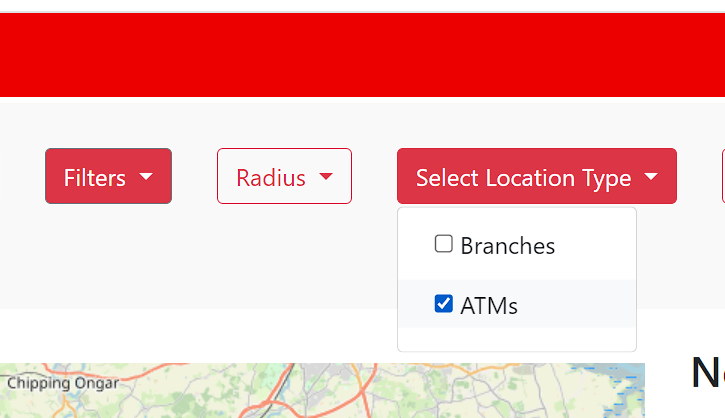 Filters
Radius
Select Location Type
Branches
ATMs
Chipping Ongar